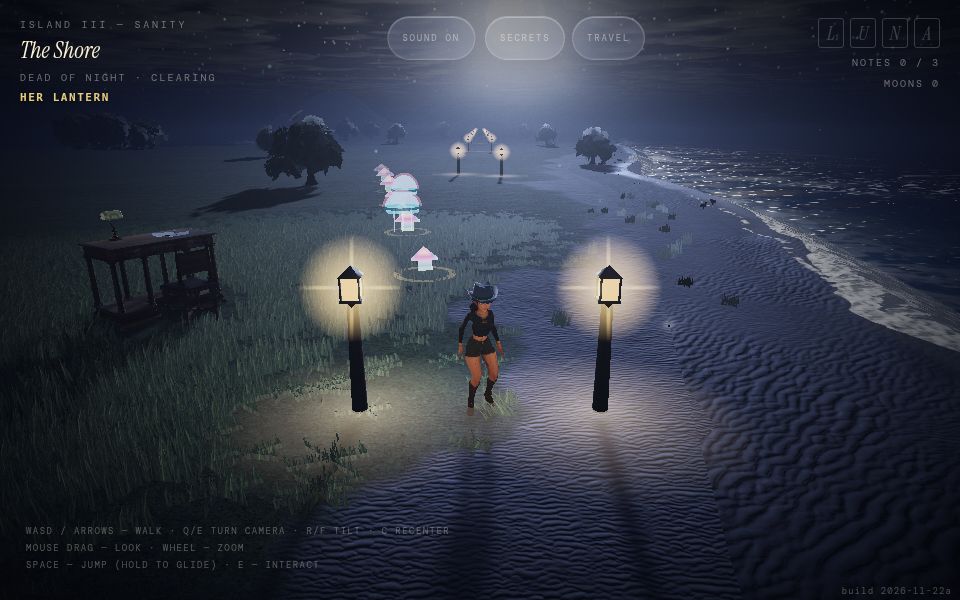 ISLAND III — SANITY
The Shore
DEAD OF NIGHT · CLEARING
HER LANTERN
SOUND ON
SECRETS
TRAVEL
L U N A
NOTES 0 / 3
MOONS 0
WASD / ARROWS — WALK · Q/E TURN CAMERA · R/F TILT · C RECENTER
MOUSE DRAG — LOOK · WHEEL — ZOOM
SPACE — JUMP (HOLD TO GLIDE) · E — INTERACT
build 2026-11-22a